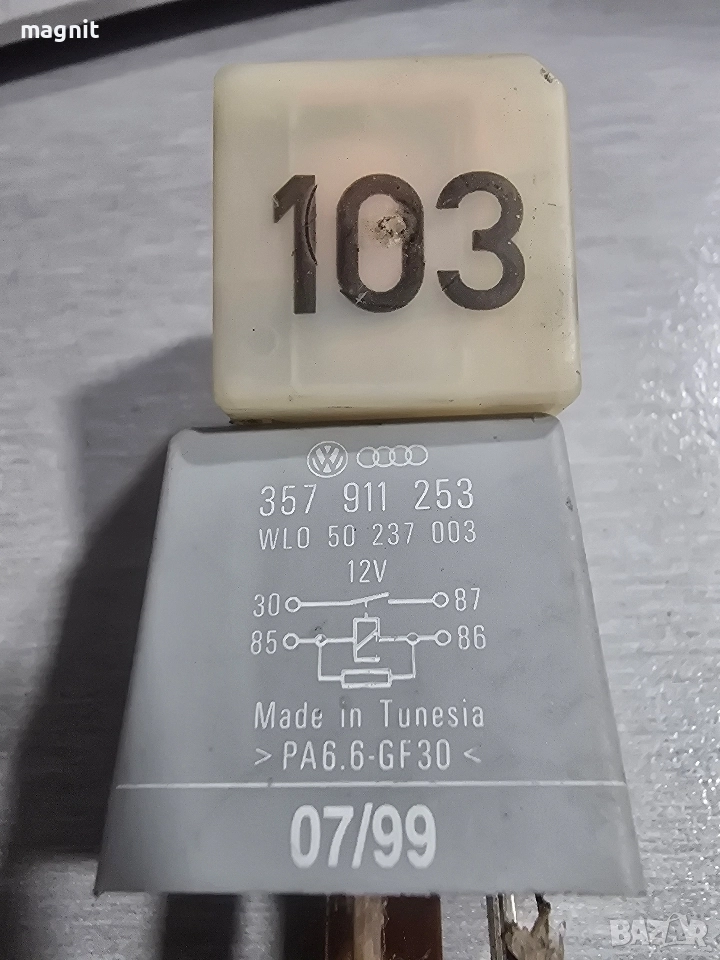 magnit
103
357 911 253
WLO 50 237 003
12V
30 87
85 86
Made in Tunesia
> PA6.6-GF30 <
07/99
BAZAR